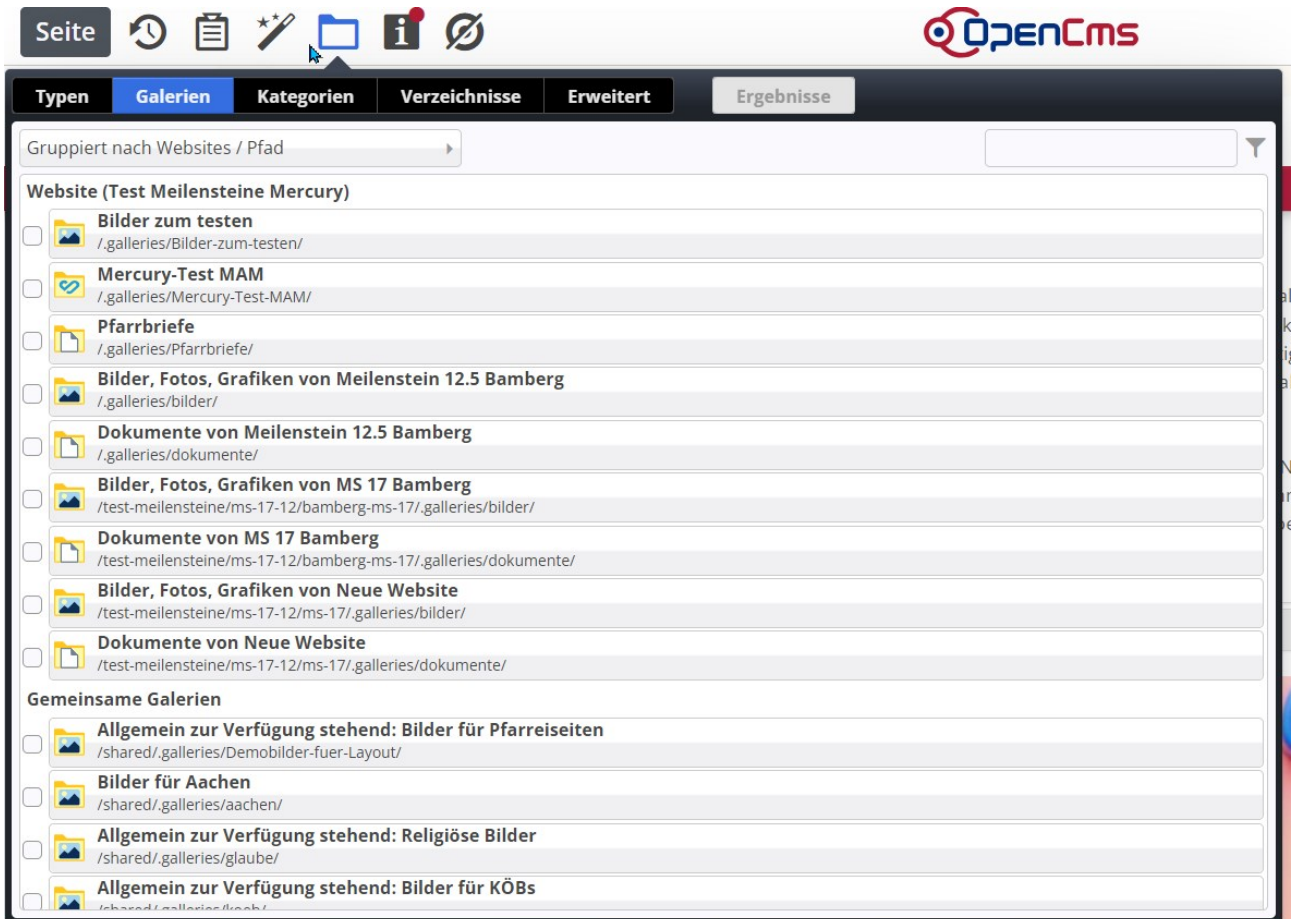 Seite
OpenCms
Typen Galerien Kategorien Verzeichnisse Erweitert Ergebnisse
Gruppiert nach Websites / Pfad
Website (Test Meilensteine Mercury)
Bilder zum testen
/.galleries/Bilder-zum-testen/
Mercury-Test MAM
/.galleries/Mercury-Test-MAM/
Pfarrbriefe
/.galleries/Pfarrbriefe/
Bilder, Fotos, Grafiken von Meilenstein 12.5 Bamberg
/.galleries/bilder/
Dokumente von Meilenstein 12.5 Bamberg
/.galleries/dokumente/
Bilder, Fotos, Grafiken von MS 17 Bamberg
/test-meilensteine/ms-17-12/bamberg-ms-17/.galleries/bilder/
Dokumente von MS 17 Bamberg
/test-meilensteine/ms-17-12/bamberg-ms-17/.galleries/dokumente/
Bilder, Fotos, Grafiken von Neue Website
/test-meilensteine/ms-17-12/ms-17/.galleries/bilder/
Dokumente von Neue Website
/test-meilensteine/ms-17-12/ms-17/.galleries/dokumente/
Gemeinsame Galerien
Allgemein zur Verfügung stehend: Bilder für Pfarreiseiten
/shared/.galleries/Demobilder-fuer-Layout/
Bilder für Aachen
/shared/.galleries/aachen/
Allgemein zur Verfügung stehend: Religiöse Bilder
/shared/.galleries/glaube/
Allgemein zur Verfügung stehend: Bilder für KÖBs